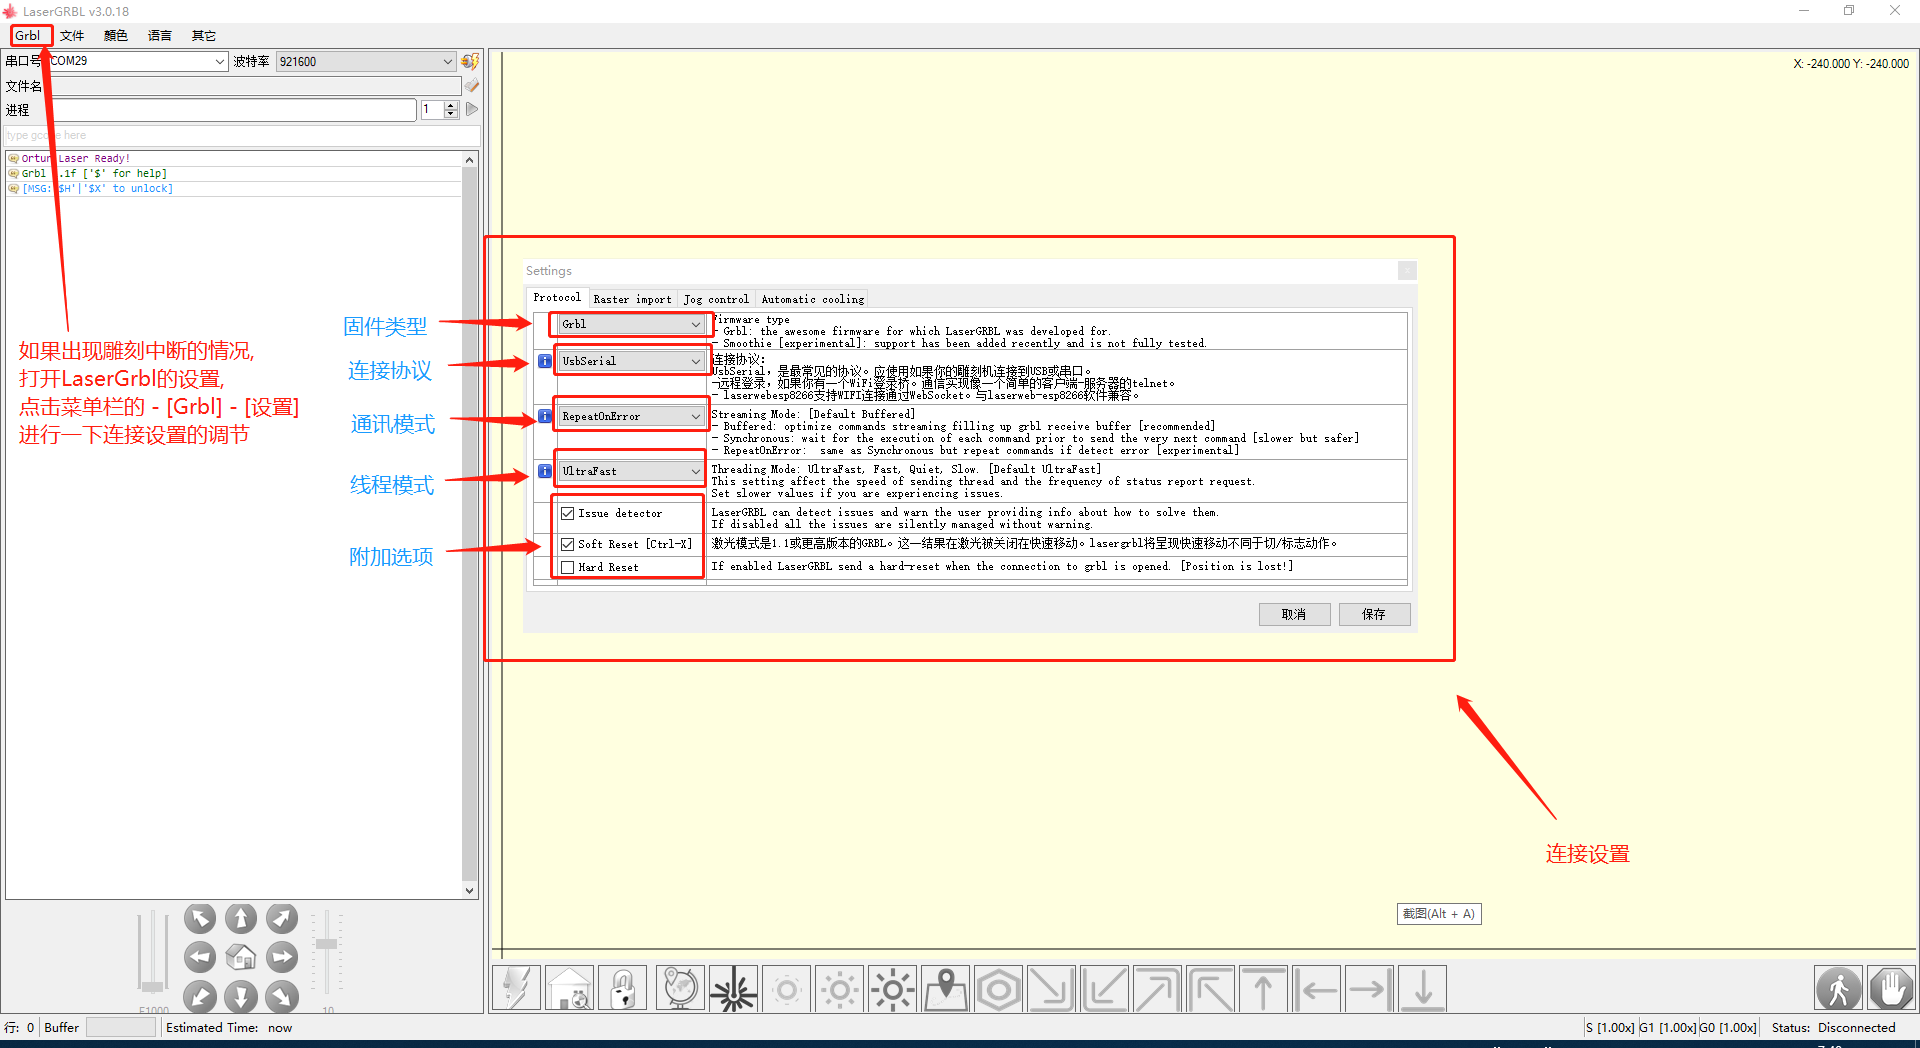 LaserGRBL v3.0.18
Grbl 文件 顏色 语言 其它
串口号 COM29 波特率 921600
文件名
进程 1
type gcode here
Ortur Laser Ready!
Grbl 1.1f ['$' for help]
[MSG:'$H'|'$X' to unlock]
X: -240.000 Y: -240.000
如果出现雕刻中断的情况,
打开LaserGrbl的设置,
点击菜单栏的 - [Grbl] - [设置]
进行一下连接设置的调节
固件类型
连接协议
通讯模式
线程模式
附加选项
Settings
Protocol Raster import Jog control Automatic cooling
Grbl
Firmware type
- Grbl: the awesome firmware for which LaserGRBL was developed for.
- Smoothie [experimental]: support has been added recently and is not fully tested.
UsbSerial
连接协议:
UsbSerial，是最常见的协议。应使用如果你的雕刻机连接到USB或串口。
-远程登录，如果你有一个WiFi登录桥。通信实现像一个简单的客户端-服务器的telnet。
- laserwebesp8266支持WIFI连接通过WebSocket。与laserweb-esp8266软件兼容。
RepeatOnError
Streaming Mode: [Default Buffered]
- Buffered: optimize commands streaming filling up grbl receive buffer [recommended]
- Synchronous: wait for the execution of each command prior to send the very next command [slower but safer]
- RepeatOnError: same as Synchronous but repeat commands if detect error [experimental]
UltraFast
Threading Mode: UltraFast, Fast, Quiet, Slow. [Default UltraFast]
This setting affect the speed of sending thread and the frequency of status report request.
Set slower values if you are experiencing issues.
Issue detector
LaserGRBL can detect issues and warn the user providing info about how to solve them.
If disabled all the issues are silently managed without warning.
Soft Reset [Ctrl-X]
激光模式是1.1或更高版本的GRBL。这一结果在激光被关闭在快速移动。lasergrbl将呈现快速移动不同于切/标志动作。
Hard Reset
If enabled LaserGRBL send a hard-reset when the connection to grbl is opened. [Position is lost!]
取消 保存
连接设置
截图(Alt + A)
F1000 10
行: 0 Buffer Estimated Time: now
S [1.00x] G1 [1.00x] G0 [1.00x] Status: Disconnected